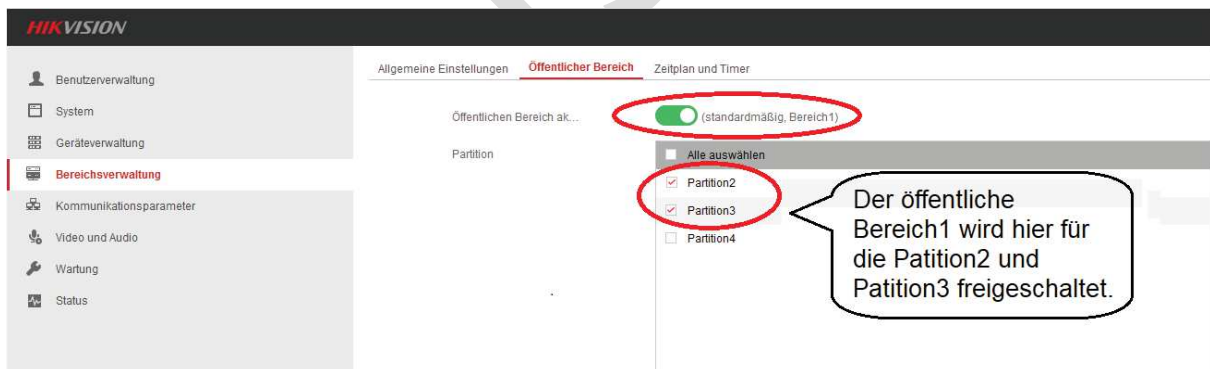 HIKVISION
Benutzerverwaltung
System
Geräteverwaltung
Bereichsverwaltung
Kommunikationsparameter
Video und Audio
Wartung
Status
Allgemeine Einstellungen Öffentlicher Bereich Zeitplan und Timer
Öffentlichen Bereich ak... (standardmäßig, Bereich1)
Partition Alle auswählen
Partition2
Partition3
Partition4
Der öffentliche
Bereich1 wird hier für
die Patition2 und
Patition3 freigeschaltet.